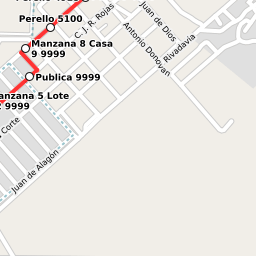 Perello 5100
Manzana 8 Casa
9 9999
C. J. R. Rojas
Juan de Dios
Antonio Donovan
Rivadavia
Publica 9999
Manzana 5 Lote
9999
Corte
Juan de Alagón